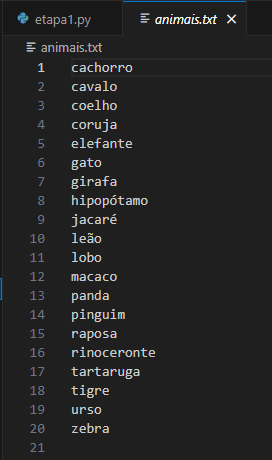 etapa1.py animais.txt
animais.txt
1 cachorro
2 cavalo
3 coelho
4 coruja
5 elefante
6 gato
7 girafa
8 hipopótamo
9 jacaré
10 leão
11 lobo
12 macaco
13 panda
14 pinguim
15 raposa
16 rinoceronte
17 tartaruga
18 tigre
19 urso
20 zebra
21